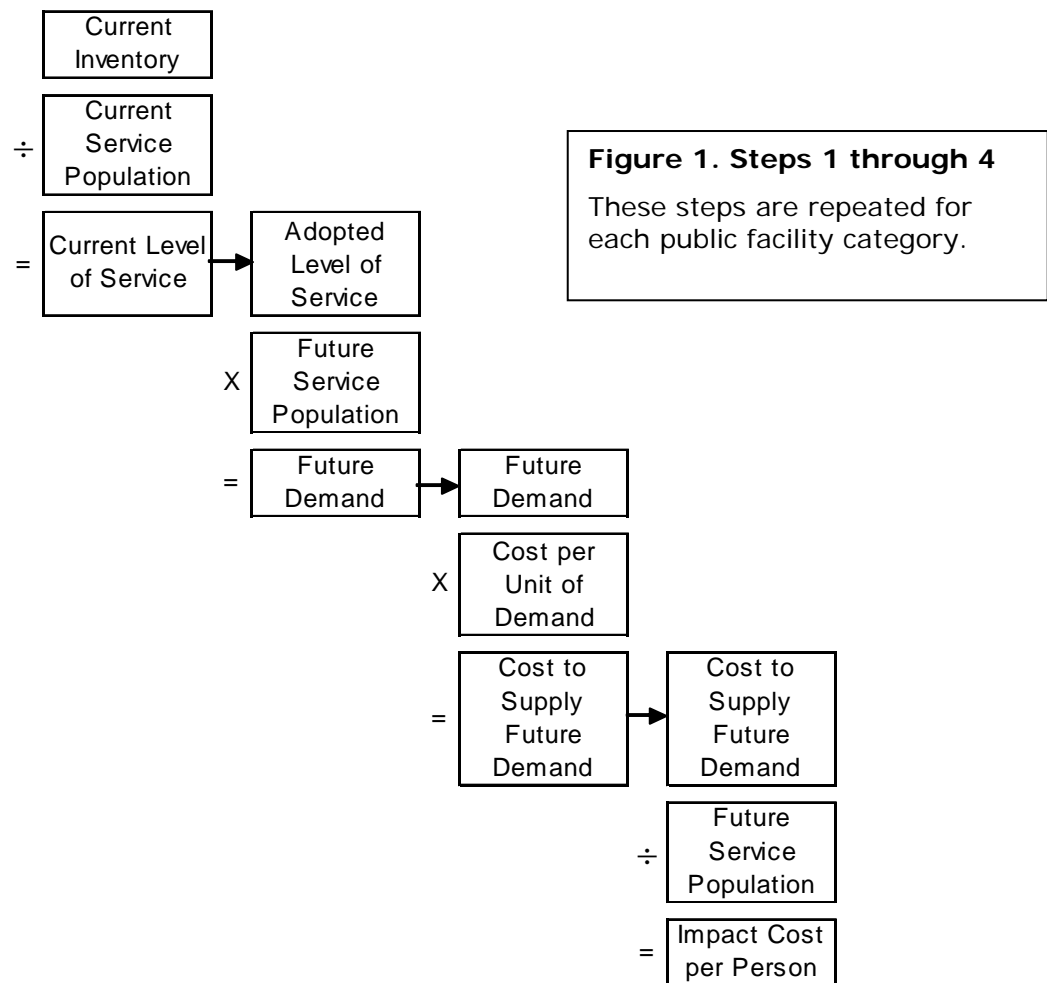 Current
Inventory
÷
Current
Service
Population
=
Current Level
of Service
Adopted
Level of
Service
X
Future
Service
Population
=
Future
Demand
Future
Demand
X
Cost per
Unit of
Demand
=
Cost to
Supply
Future
Demand
Cost to
Supply
Future
Demand
÷
Future
Service
Population
=
Impact Cost
per Person
Figure 1. Steps 1 through 4
These steps are repeated for
each public facility category.